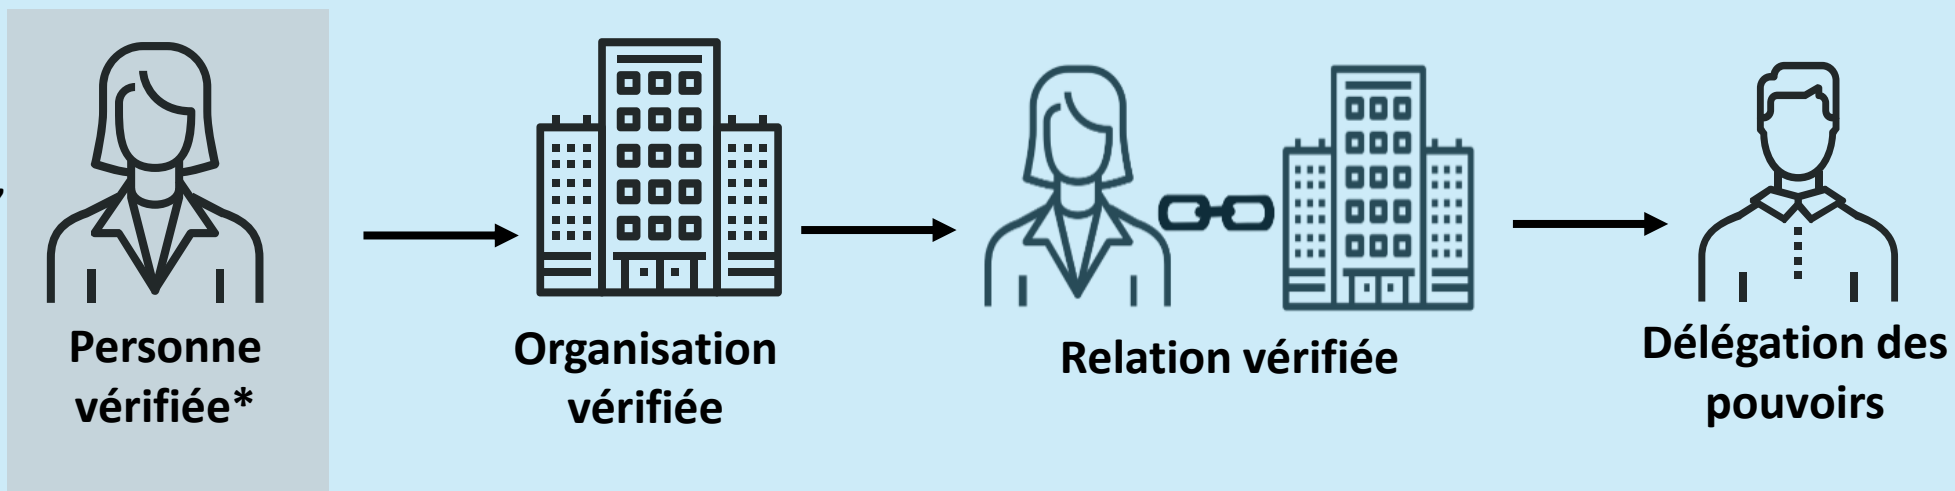 Personne
vérifiée*
Organisation
vérifiée
Relation vérifiée
Délégation des
pouvoirs